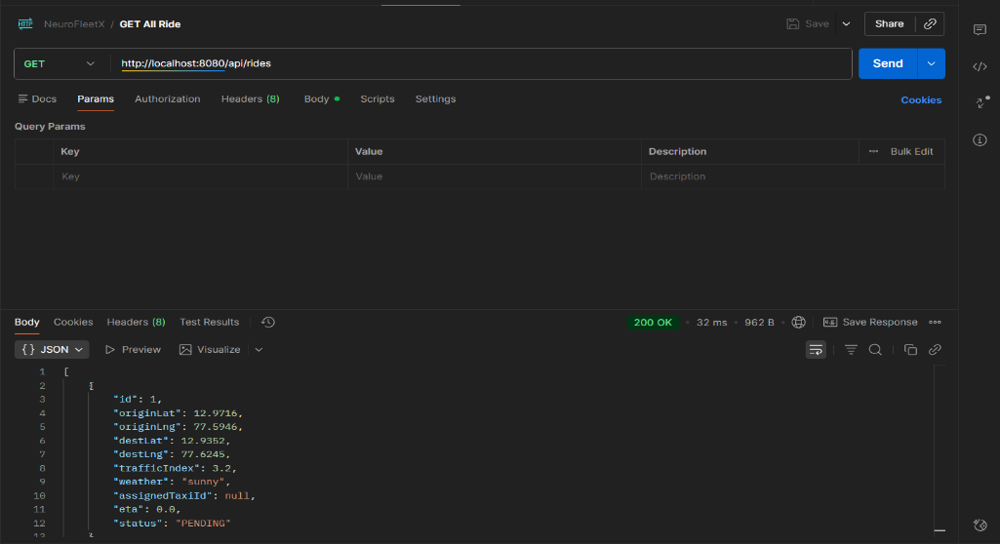 HTTP NeuroFleetX / GET All Ride Save Share
GET http://localhost:8080/api/rides Send
Docs Params Authorization Headers (8) Body Scripts Settings Cookies
Query Params
Key Value Description ••• Bulk Edit
Key Value Description
Body Cookies Headers (8) Test Results 200 OK • 32 ms • 962 B • Save Response
{} JSON Preview Visualize
1 [
2 {
3 "id": 1,
4 "originLat": 12.9716,
5 "originLng": 77.5946,
6 "destLat": 12.9352,
7 "destLng": 77.6245,
8 "trafficIndex": 3.2,
9 "weather": "sunny",
10 "assignedTaxiId": null,
11 "eta": 0.0,
12 "status": "PENDING"
13 }